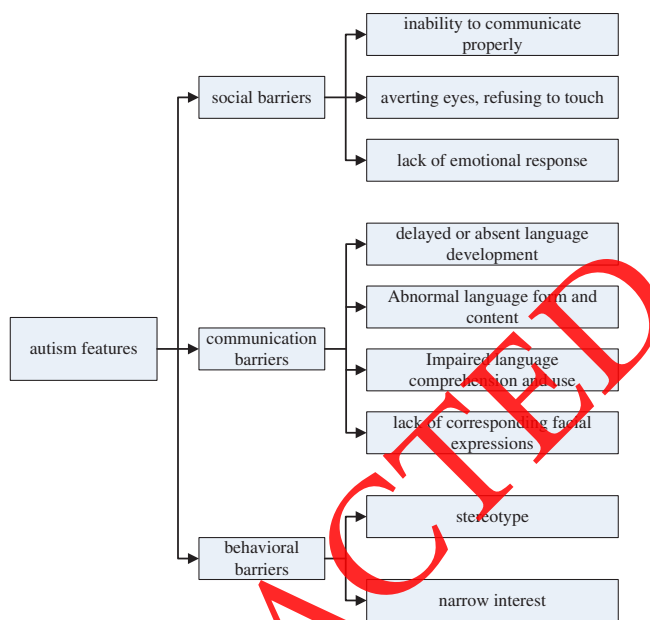 inability to communicate
properly
social barriers
averting eyes, refusing to touch
lack of emotional response
delayed or absent language
development
Abnormal language form and
content
autism features
communication
barriers
Impaired language
comprehension and use
lack of corresponding facial
expressions
behavioral
barriers
stereotype
narrow interest
ACTED